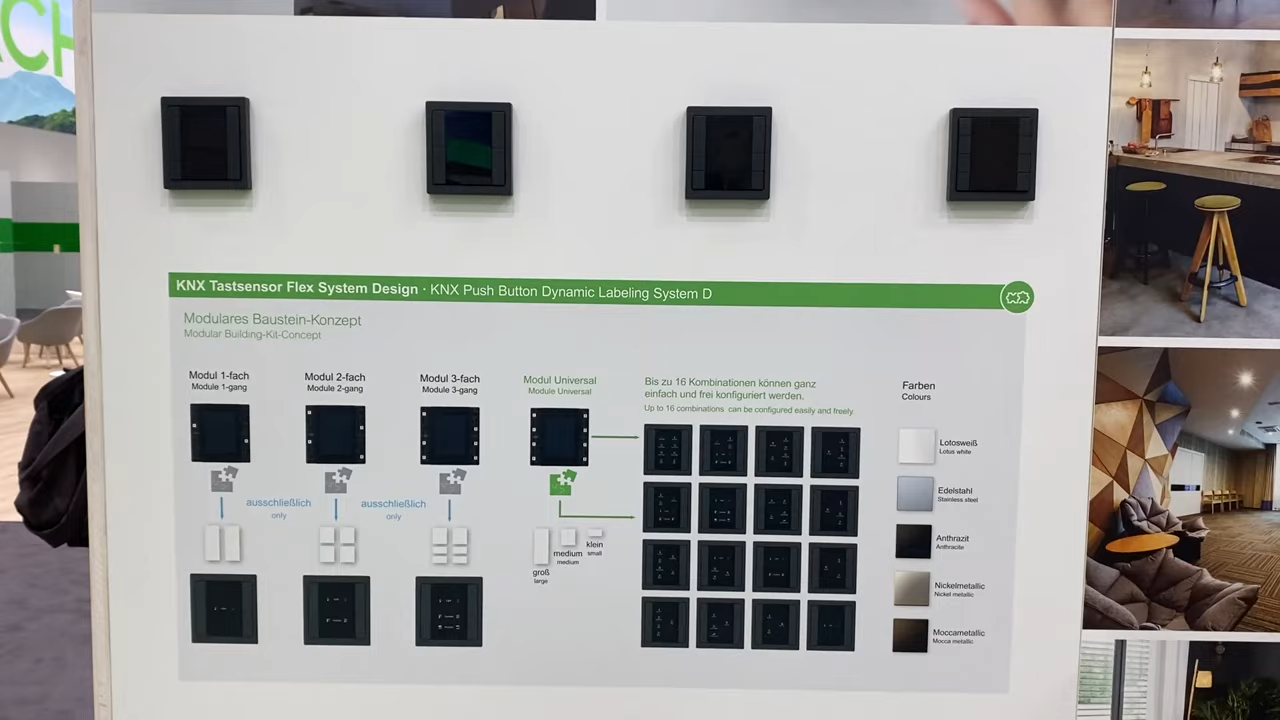 CH
KNX Tastsensor Flex System Design · KNX Push Button Dynamic Labeling System D
Modulares Baustein-Konzept
Modular Building-Kit-Concept
Modul 1-fach
Module 1-gang
Modul 2-fach
Module 2-gang
Modul 3-fach
Module 3-gang
Modul Universal
Module Universal
Bis zu 16 Kombinationen können ganz
einfach und frei konfiguriert werden.
Up to 16 combinations can be configured easily and freely
ausschließlich
only
ausschließlich
only
groß
large
medium
medium
klein
small
Farben
Colours
Lotosweiß
Lotus white
Edelstahl
Stainless steel
Anthrazit
Anthracite
Nickelmetallic
Nickel metallic
Moccametallic
Mocca metallic